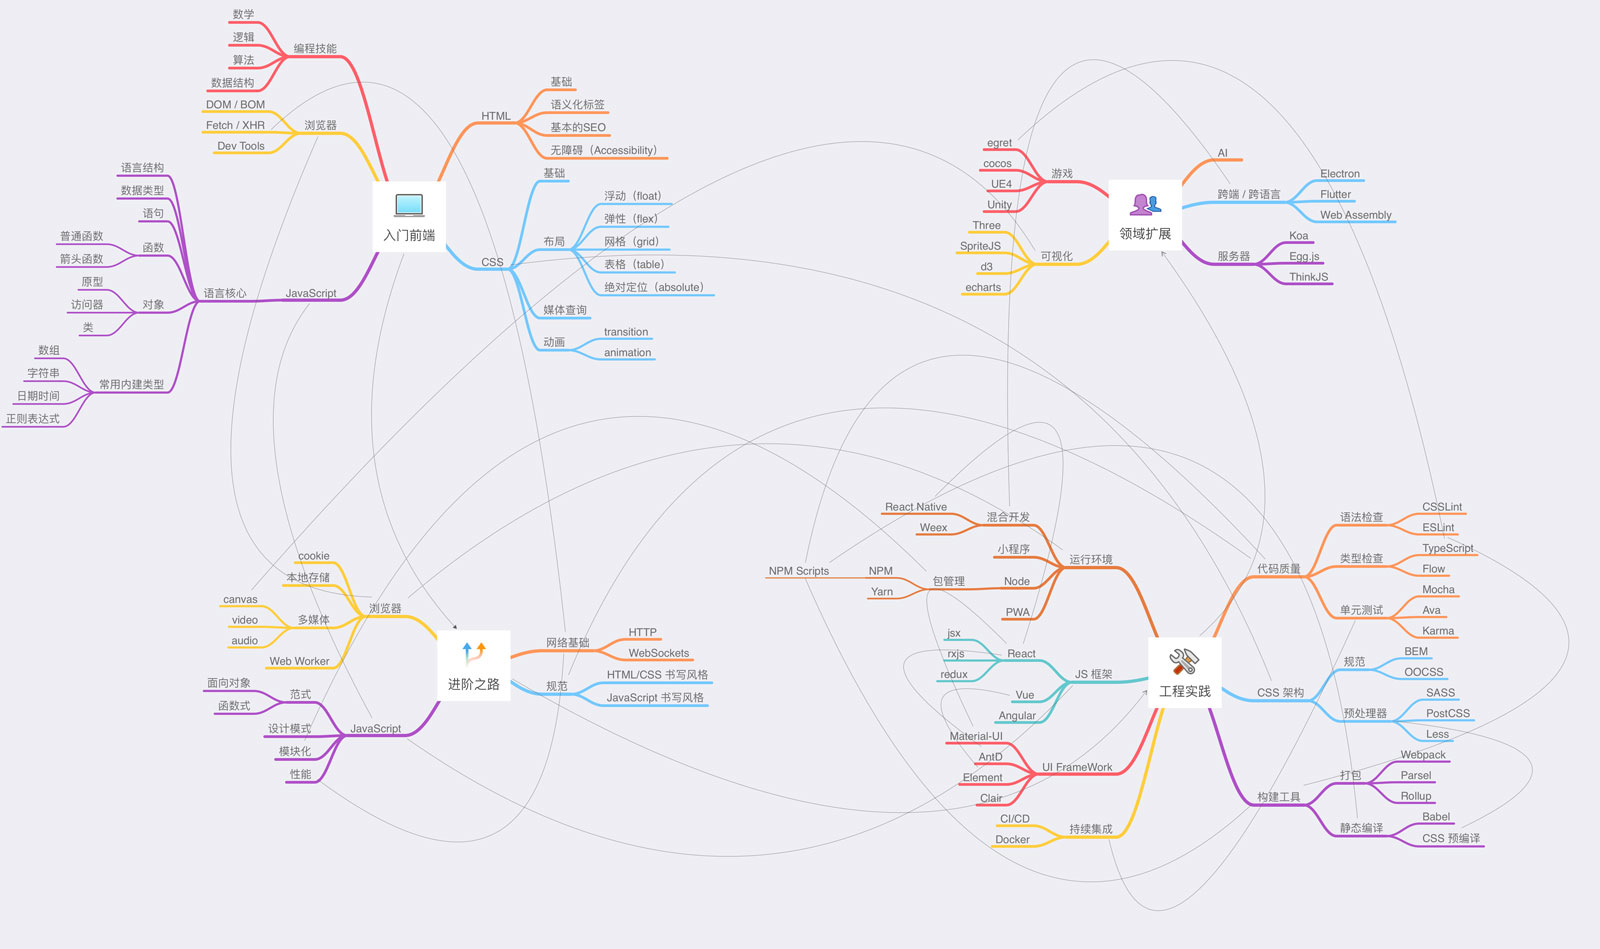 入门前端
编程技能
数学
逻辑
算法
数据结构
浏览器
DOM / BOM
Fetch / XHR
Dev Tools
JavaScript
语言核心
语言结构
数据类型
语句
函数
普通函数
箭头函数
对象
原型
访问器
类
常用内建类型
数组
字符串
日期时间
正则表达式
HTML
基础
语义化标签
基本的SEO
无障碍（Accessibility）
CSS
基础
布局
浮动（float）
弹性（flex）
网格（grid）
表格（table）
绝对定位（absolute）
媒体查询
动画
transition
animation
领域扩展
游戏
egret
cocos
UE4
Unity
可视化
Three
SpriteJS
d3
echarts
AI
跨端 / 跨语言
Electron
Flutter
Web Assembly
服务器
Koa
Egg.js
ThinkJS
进阶之路
浏览器
cookie
本地存储
多媒体
canvas
video
audio
Web Worker
JavaScript
范式
面向对象
函数式
设计模式
模块化
性能
网络基础
HTTP
WebSockets
规范
HTML/CSS 书写风格
JavaScript 书写风格
工程实践
运行环境
混合开发
React Native
Weex
小程序
Node
包管理
NPM
NPM Scripts
Yarn
PWA
JS 框架
React
jsx
rxjs
redux
Vue
Angular
UI FrameWork
Material-UI
AntD
Element
Clair
持续集成
CI/CD
Docker
代码质量
语法检查
CSSLint
ESLint
类型检查
TypeScript
Flow
单元测试
Mocha
Ava
Karma
CSS 架构
规范
BEM
OOCSS
预处理器
SASS
PostCSS
Less
构建工具
打包
Webpack
Parsel
Rollup
静态编译
Babel
CSS 预编译